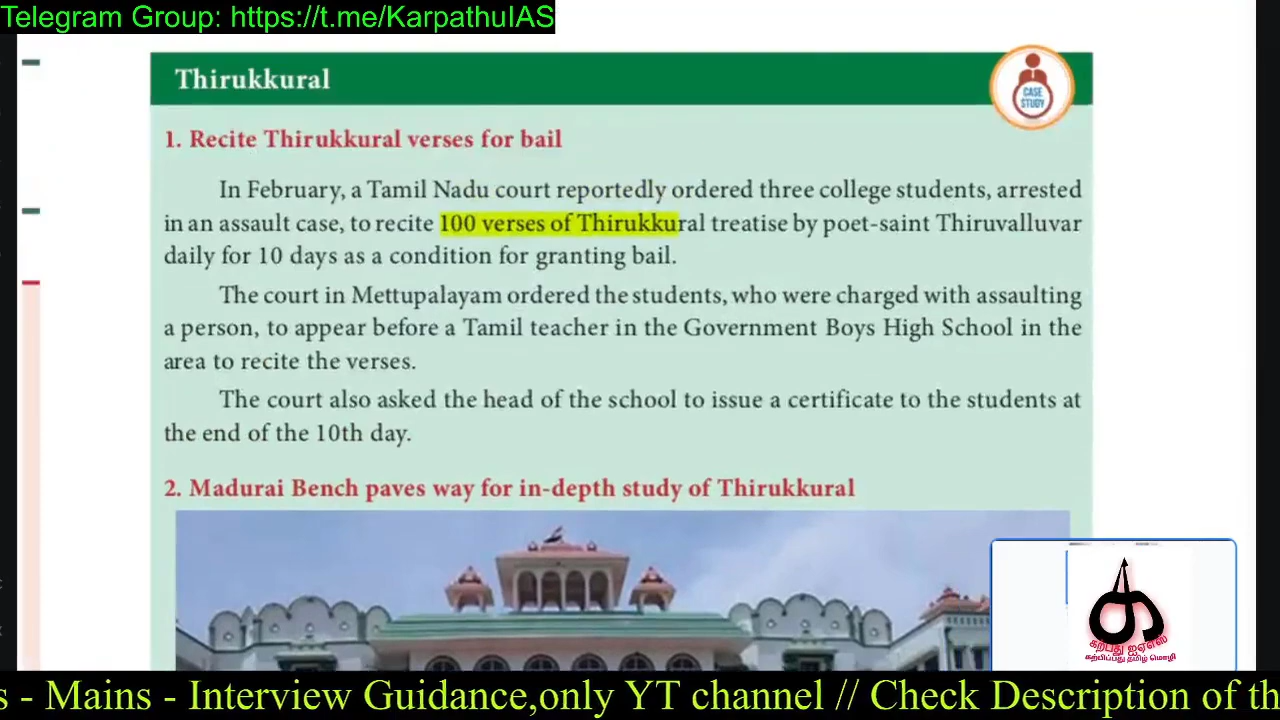 Telegram Group: https://t.me/KarpathuIAS
Thirukkural
CASE
STUDY
1. Recite Thirukkural verses for bail
In February, a Tamil Nadu court reportedly ordered three college students, arrested
in an assault case, to recite 100 verses of Thirukkural treatise by poet-saint Thiruvalluvar
daily for 10 days as a condition for granting bail.
The court in Mettupalayam ordered the students, who were charged with assaulting
a person, to appear before a Tamil teacher in the Government Boys High School in the
area to recite the verses.
The court also asked the head of the school to issue a certificate to the students at
the end of the 10th day.
2. Madurai Bench paves way for in-depth study of Thirukkural
க
கற்பது ஐஏஎஸ்
கற்பிப்பது தமிழ் மொழி
s - Mains - Interview Guidance,only YT channel // Check Description of th